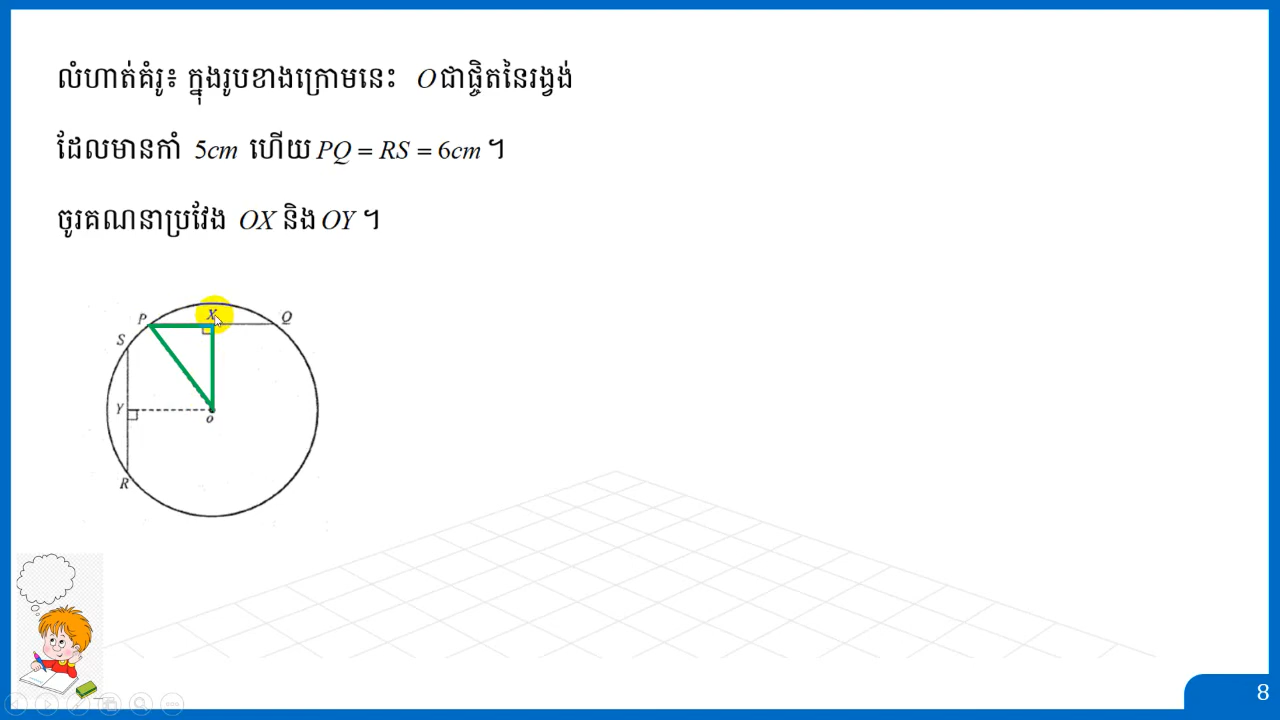 លំហាត់គំរូ៖ ក្នុងរូបខាងក្រោមនេះ O ជាផ្ចិតនៃរង្វង់
ដែលមានកាំ 5cm ហើយ PQ = RS = 6cm ។
ចូរគណនាប្រវែង OX និង OY ។
P X Q
S
Y
o
R
8